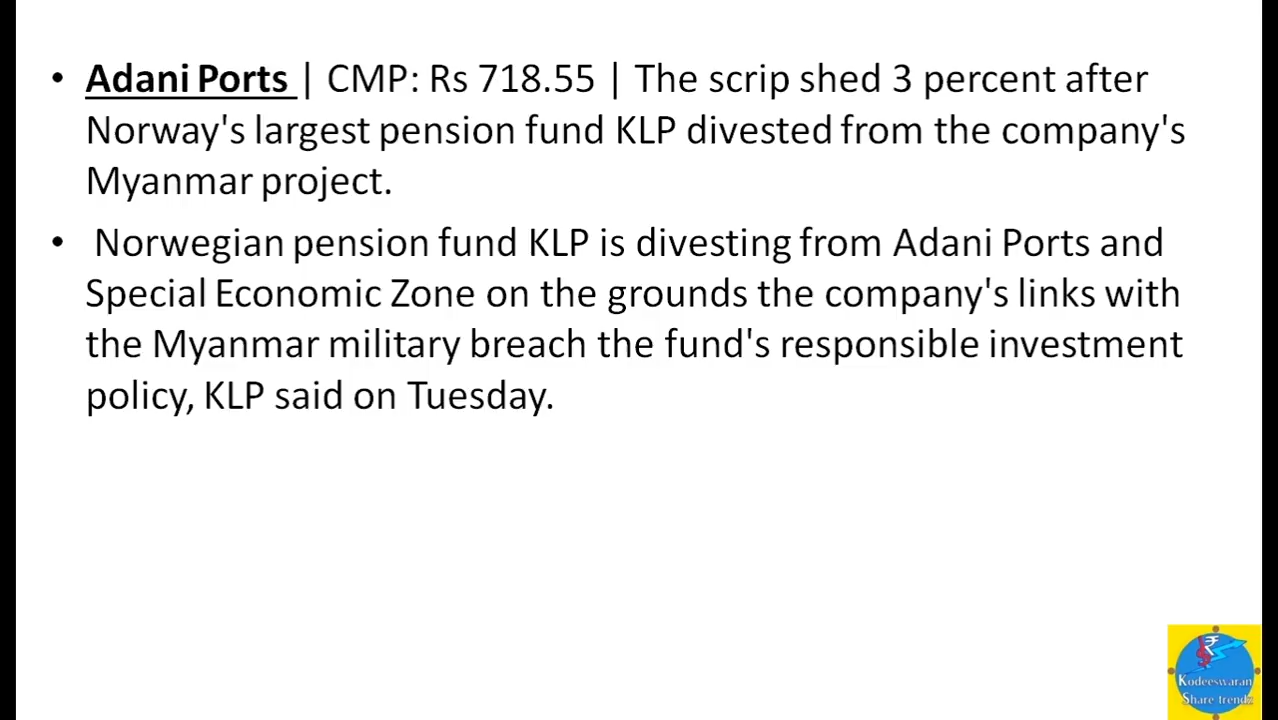 • Adani Ports | CMP: Rs 718.55 | The scrip shed 3 percent after
Norway's largest pension fund KLP divested from the company's
Myanmar project.
• Norwegian pension fund KLP is divesting from Adani Ports and
Special Economic Zone on the grounds the company's links with
the Myanmar military breach the fund's responsible investment
policy, KLP said on Tuesday.
₹
Kodeeswaran
Share trendz